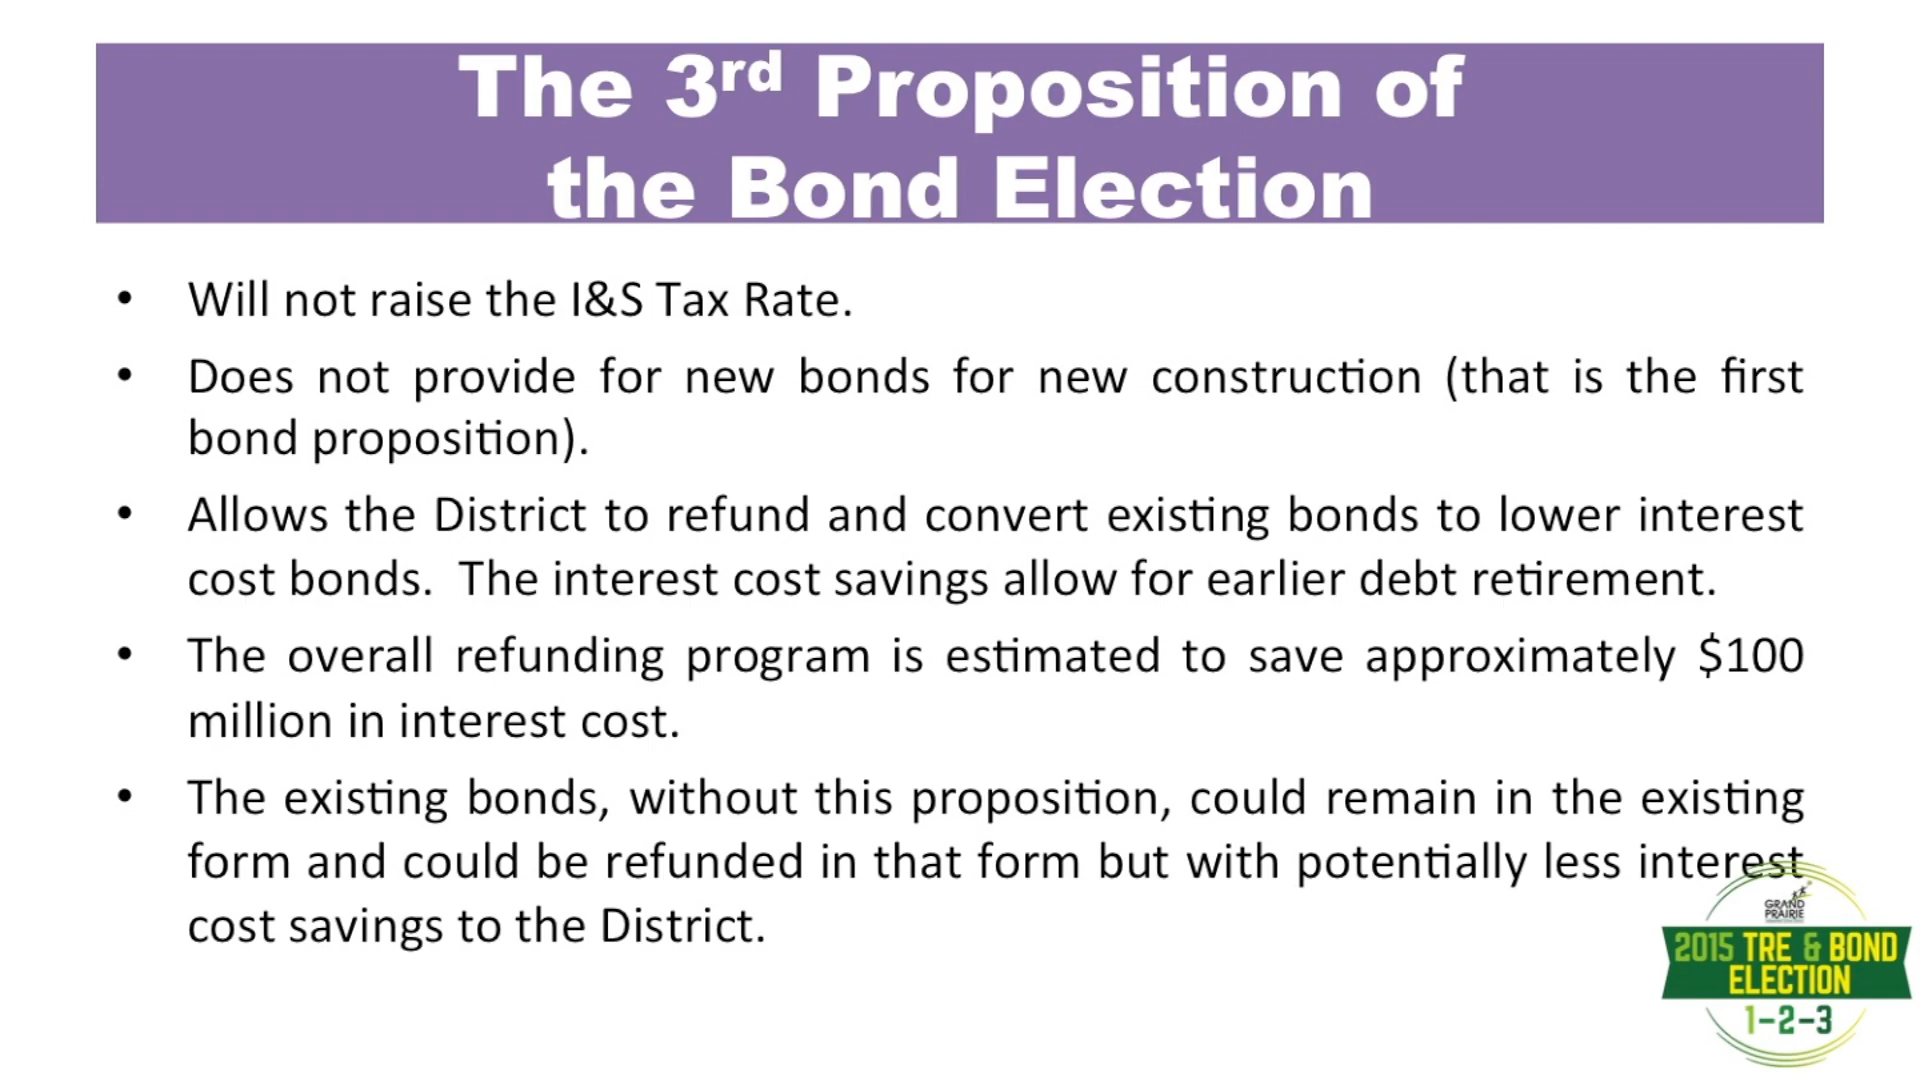 The 3rd Proposition of
the Bond Election
• Will not raise the I&S Tax Rate.
• Does not provide for new bonds for new construction (that is the first
bond proposition).
• Allows the District to refund and convert existing bonds to lower interest
cost bonds.  The interest cost savings allow for earlier debt retirement.
• The overall refunding program is estimated to save approximately $100
million in interest cost.
• The existing bonds, without this proposition, could remain in the existing
form and could be refunded in that form but with potentially less interest
cost savings to the District.
GRAND
PRAIRIE
2015 TRE & BOND
ELECTION
1-2-3